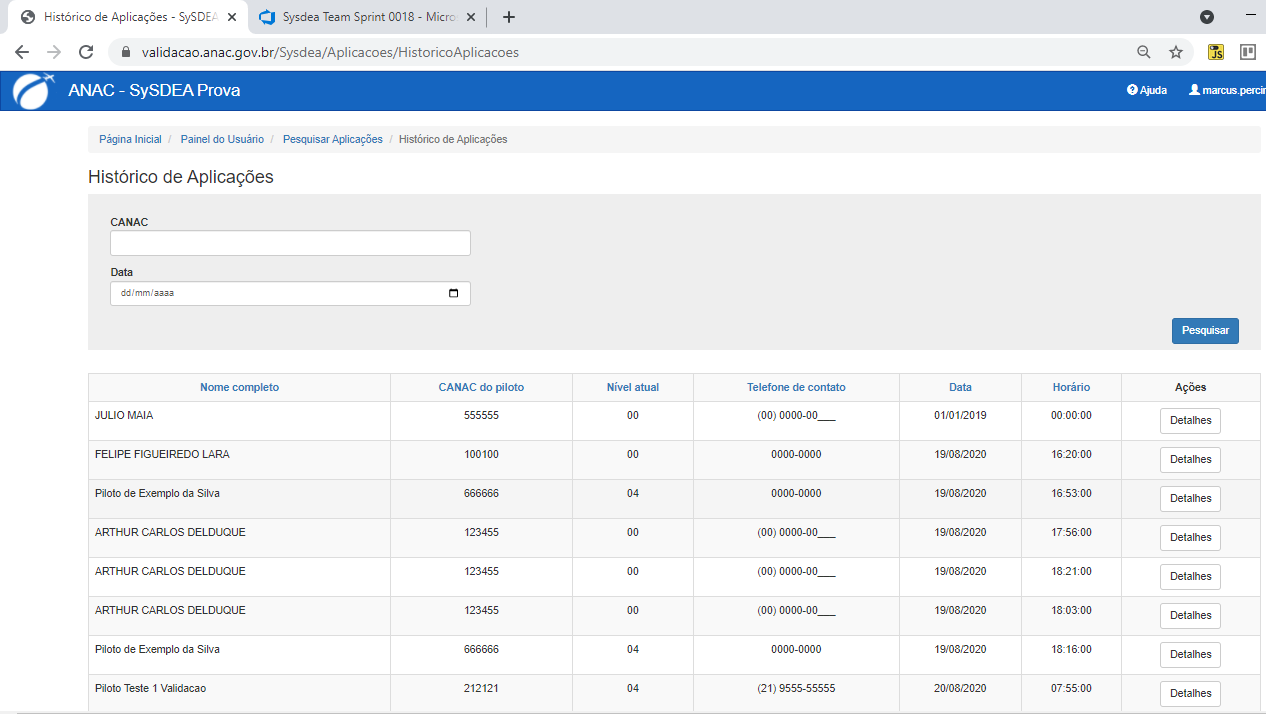 Histórico de Aplicações - SySDEA
Sysdea Team Sprint 0018 - Micro
validacao.anac.gov.br/Sysdea/Aplicacoes/HistoricoAplicacoes
JS
ANAC - SySDEA Prova
Ajuda
marcus.percin
Página Inicial / Painel do Usuário / Pesquisar Aplicações / Histórico de Aplicações
Histórico de Aplicações
CANAC
Data
dd/mm/aaaa
Pesquisar
Nome completo CANAC do piloto Nível atual Telefone de contato Data Horário Ações
JULIO MAIA 555555 00 (00) 0000-00___ 01/01/2019 00:00:00 Detalhes
FELIPE FIGUEIREDO LARA 100100 00 0000-0000 19/08/2020 16:20:00 Detalhes
Piloto de Exemplo da Silva 666666 04 0000-0000 19/08/2020 16:53:00 Detalhes
ARTHUR CARLOS DELDUQUE 123455 00 (00) 0000-00___ 19/08/2020 17:56:00 Detalhes
ARTHUR CARLOS DELDUQUE 123455 00 (00) 0000-00___ 19/08/2020 18:21:00 Detalhes
ARTHUR CARLOS DELDUQUE 123455 00 (00) 0000-00___ 19/08/2020 18:03:00 Detalhes
Piloto de Exemplo da Silva 666666 04 0000-0000 19/08/2020 18:16:00 Detalhes
Piloto Teste 1 Validacao 212121 04 (21) 9555-55555 20/08/2020 07:55:00 Detalhes